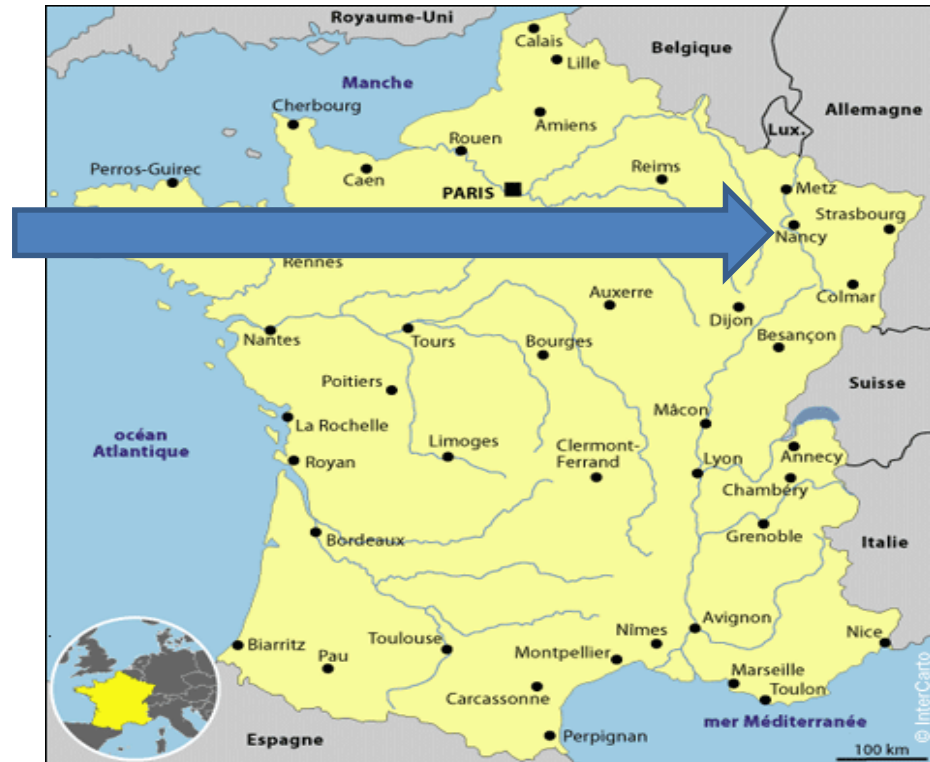 Royaume-Uni
Calais
Belgique
Lille
Manche
Allemagne
Cherbourg
Amiens
Lux.
Rouen
Reims
Perros-Guirec
Caen
PARIS
Metz
Strasbourg
Nancy
Rennes
Auxerre
Colmar
Dijon
Nantes
Tours
Bourges
Besançon
Poitiers
Suisse
Mâcon
La Rochelle
océan
Atlantique
Limoges
Clermont-
Ferrand
Royan
Lyon
Annecy
Chambéry
Bordeaux
Grenoble
Italie
Avignon
Biarritz
Toulouse
Nîmes
Nice
Pau
Montpellier
Marseille
Carcassonne
Toulon
mer Méditerranée
Espagne
Perpignan
100 km
© InterCarto